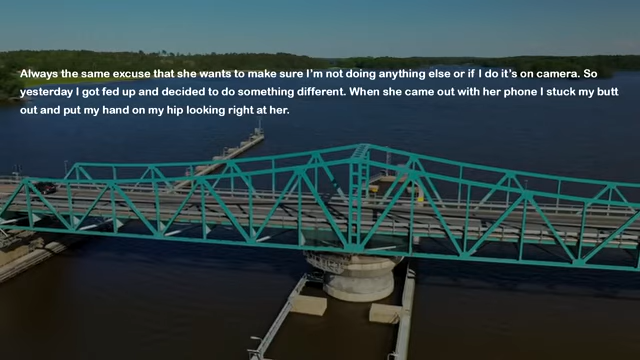 Always the same excuse that she wants to make sure I'm not doing anything else or if I do it's on camera. So
yesterday I got fed up and decided to do something different. When she came out with her phone I stuck my butt
out and put my hand on my hip looking right at her.